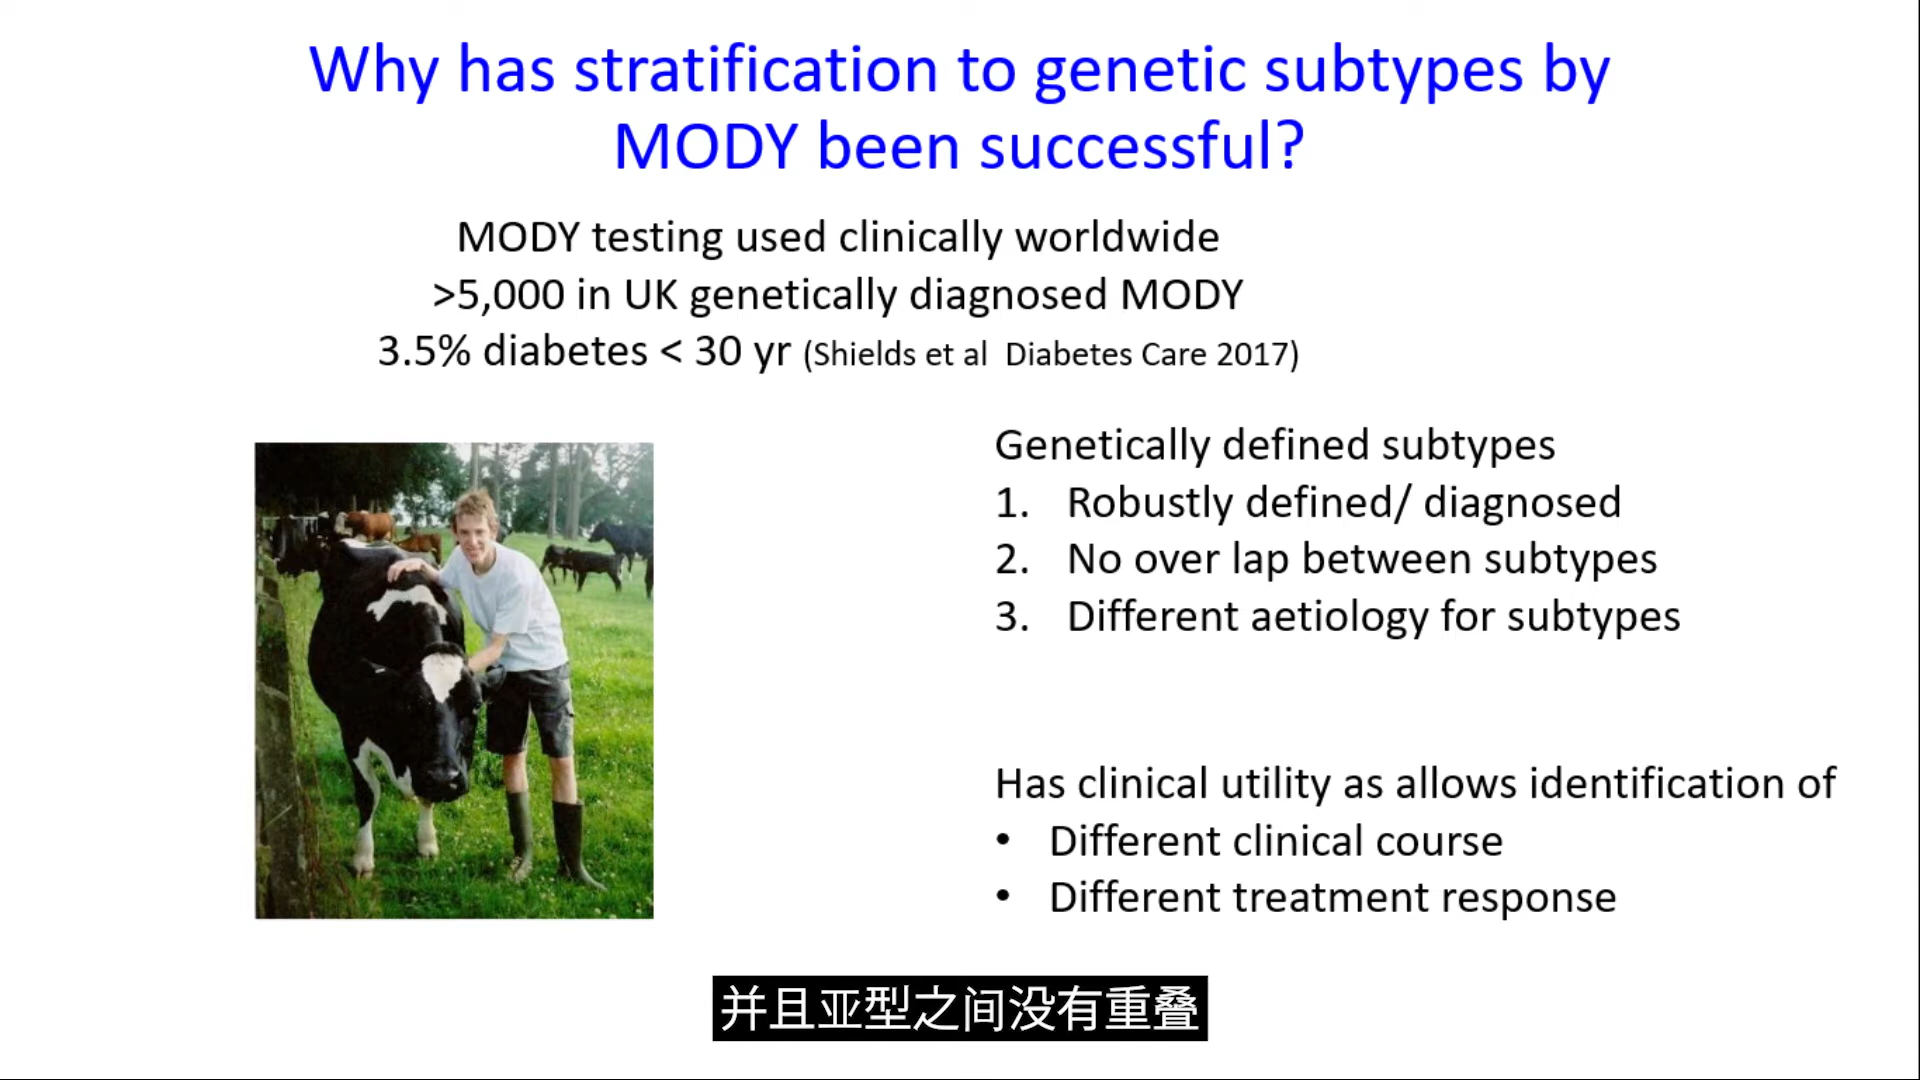 Why has stratification to genetic subtypes by
MODY been successful?
MODY testing used clinically worldwide
>5,000 in UK genetically diagnosed MODY
3.5% diabetes < 30 yr (Shields et al  Diabetes Care 2017)
Genetically defined subtypes
1. Robustly defined/ diagnosed
2. No over lap between subtypes
3. Different aetiology for subtypes
Has clinical utility as allows identification of
• Different clinical course
• Different treatment response
并且亚型之间没有重叠